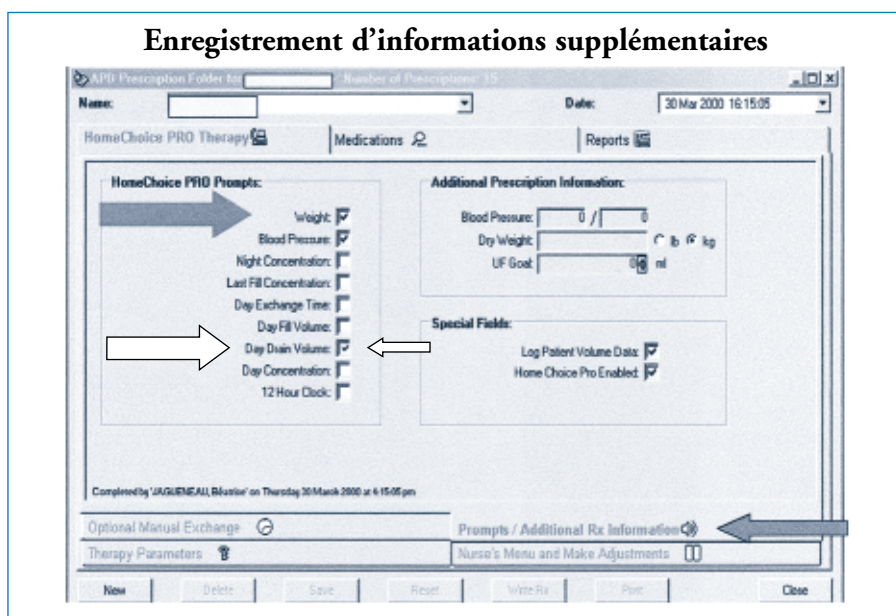 Enregistrement d'informations supplémentaires
APD Prescription Folder for Number of Prescriptions: 15
Name: Date: 30 Mar 2000 16:15:05
HomeChoice PRO Therapy Medications Reports
HomeChoice PRO Prompts:
Weight:
Blood Pressure:
Night Concentration:
Last Fill Concentration:
Day Exchange Time:
Day Fill Volume:
Day Drain Volume:
Day Concentration:
12 Hour Clock:
Additional Prescription Information:
Blood Pressure: 0 / 0
Dry Weight: lb kg
UF Goal: 0 ml
Special Fields:
Log Patient Volume Data:
Home Choice Pro Enabled:
Completed by 'JAGUENEAU, Béatrice' on Thursday, 30 March 2000 at 4:15:05 pm
Optional Manual Exchange Prompts / Additional Rx Information
Therapy Parameters Nurse's Menu and Make Adjustments
New Delete Save Reset Write Rx Print Close